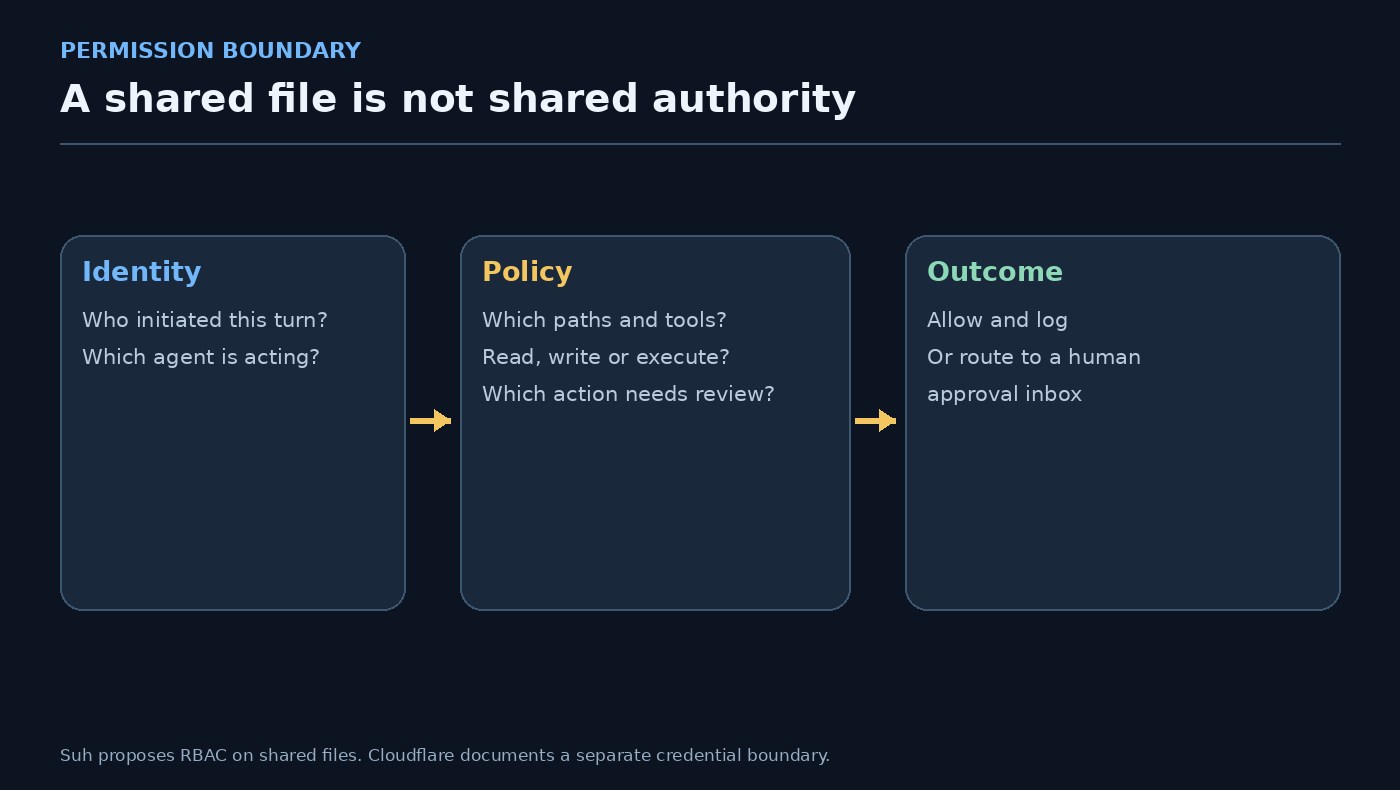 PERMISSION BOUNDARY
A shared file is not shared authority
Identity
Who initiated this turn?
Which agent is acting?
Policy
Which paths and tools?
Read, write or execute?
Which action needs review?
Outcome
Allow and log
Or route to a human
approval inbox
Suh proposes RBAC on shared files. Cloudflare documents a separate credential boundary.